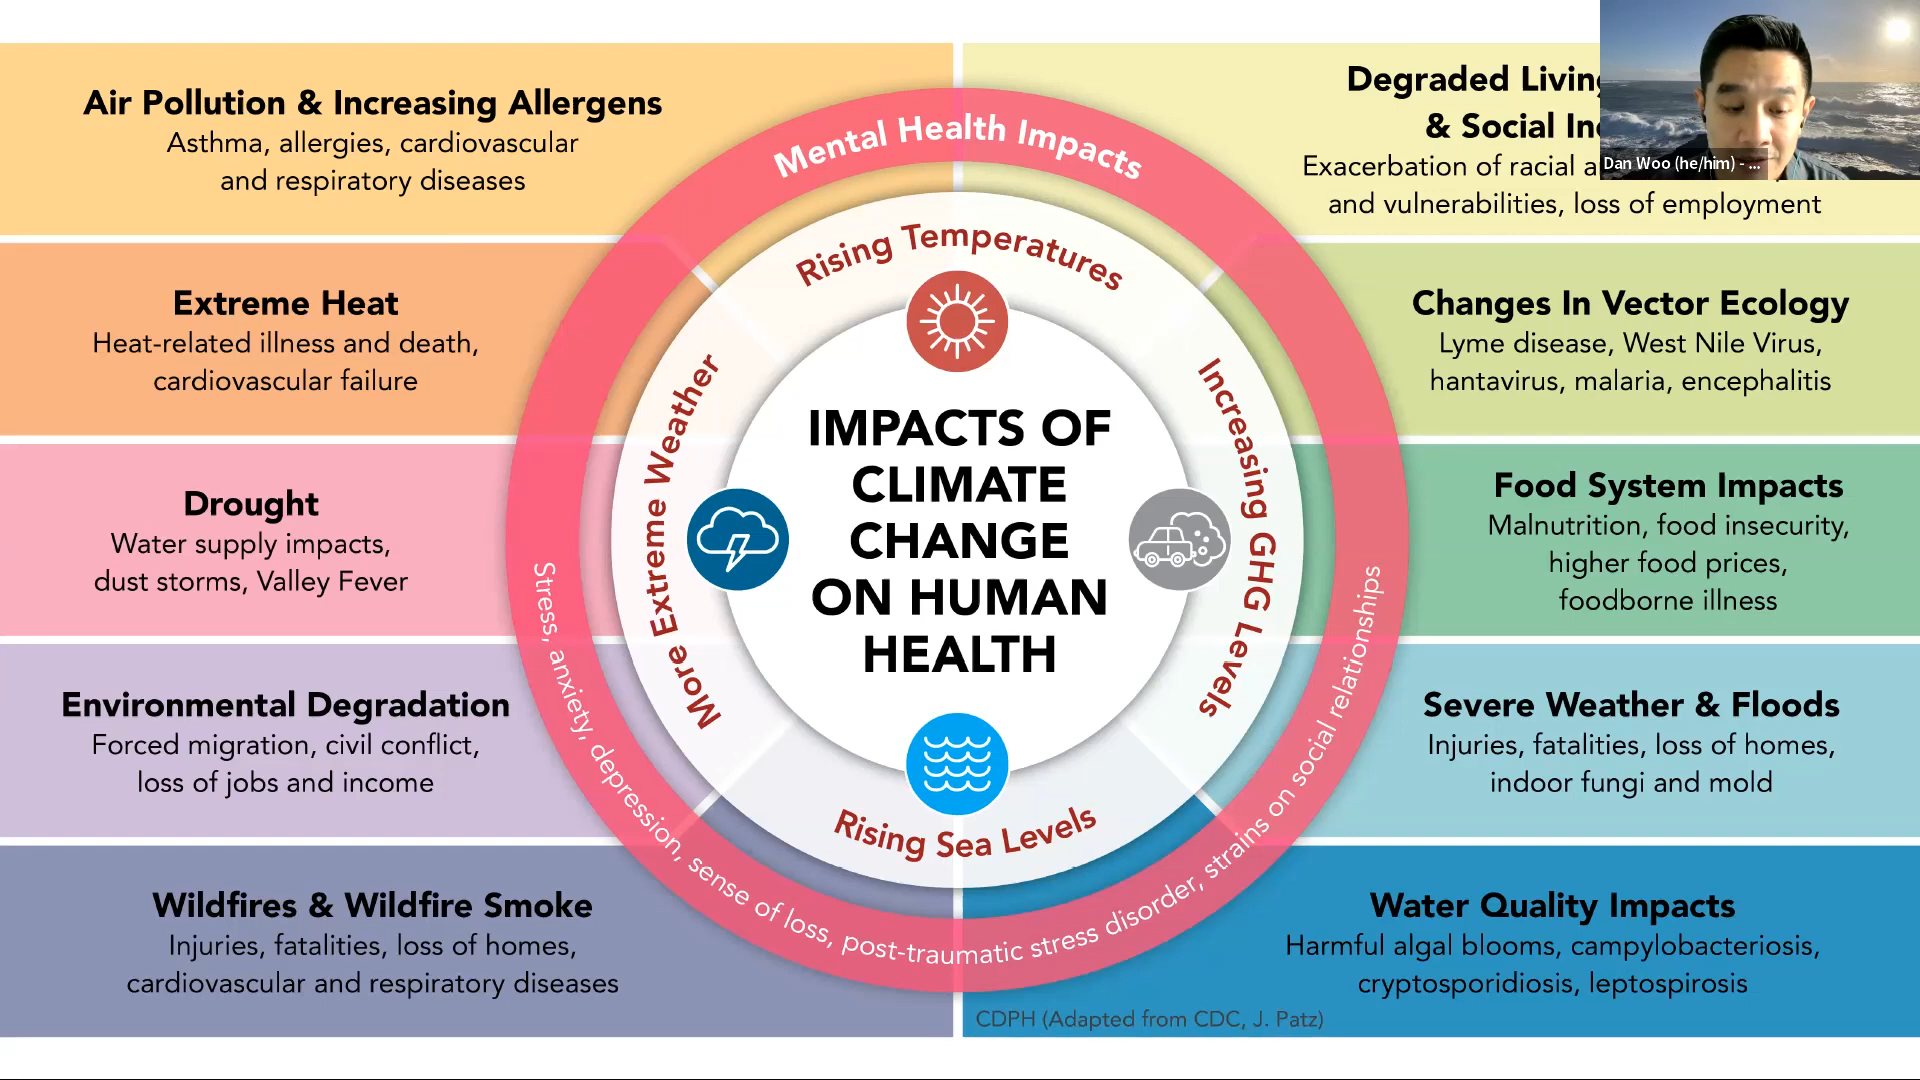 Air Pollution & Increasing Allergens
Asthma, allergies, cardiovascular
and respiratory diseases
Extreme Heat
Heat-related illness and death,
cardiovascular failure
Drought
Water supply impacts,
dust storms, Valley Fever
Environmental Degradation
Forced migration, civil conflict,
loss of jobs and income
Wildfires & Wildfire Smoke
Injuries, fatalities, loss of homes,
cardiovascular and respiratory diseases
Mental Health Impacts
Stress, anxiety, depression, sense of loss, post-traumatic stress disorder, strains on social relationships
Rising Temperatures
More Extreme Weather
Increasing GHG Levels
Rising Sea Levels
IMPACTS OF
CLIMATE
CHANGE
ON HUMAN
HEALTH
Degraded
& Social
Exacerbation of racial
and vulnerabilities, loss of employment
Dan Woo (he/him) - ...
Changes In Vector Ecology
Lyme disease, West Nile Virus,
hantavirus, malaria, encephalitis
Food System Impacts
Malnutrition, food insecurity,
higher food prices,
foodborne illness
Severe Weather & Floods
Injuries, fatalities, loss of homes,
indoor fungi and mold
Water Quality Impacts
Harmful algal blooms, campylobacteriosis,
cryptosporidiosis, leptospirosis
CDPH (Adapted from CDC, J. Patz)